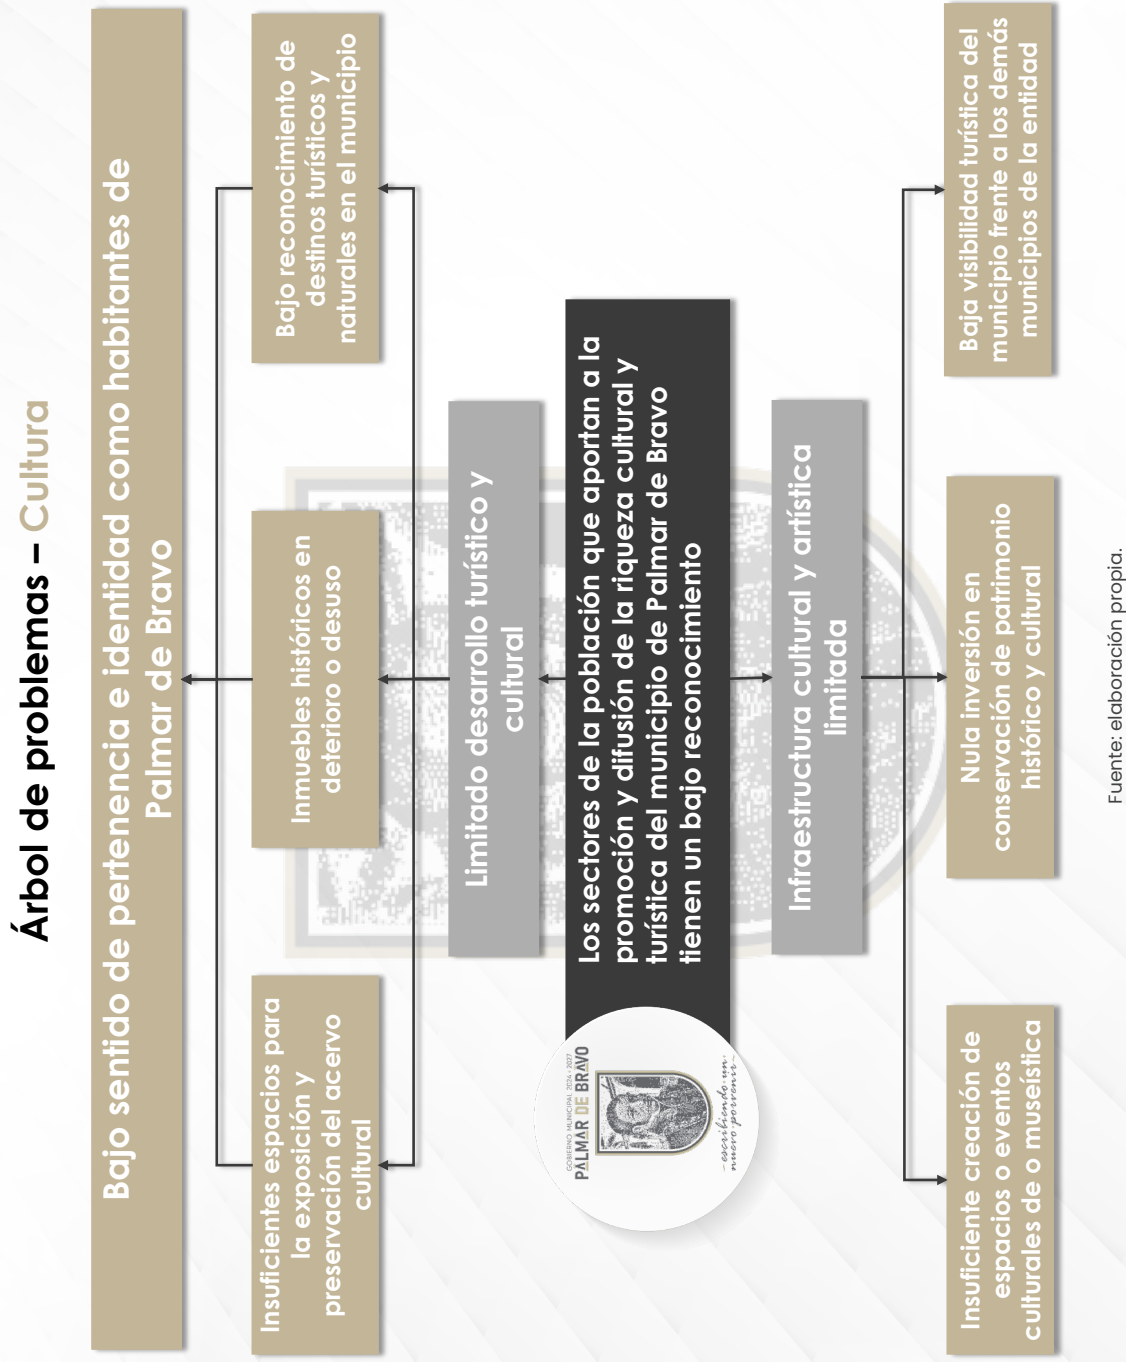 Árbol de problemas – Cultura
Bajo sentido de pertenencia e identidad como habitantes de
Palmar de Bravo
Insuficientes espacios para
la exposición y
preservación del acervo
cultural
Inmuebles históricos en
deterioro o desuso
Bajo reconocimiento de
destinos turísticos y
naturales en el municipio
Limitado desarrollo turístico y
cultural
GOBIERNO MUNICIPAL 2024 - 2027
PALMAR DE BRAVO
-escribiendo·un·
nuevo·porvenir-
Los sectores de la población que aportan a la
promoción y difusión de la riqueza cultural y
turística del municipio de Palmar de Bravo
tienen un bajo reconocimiento
Infraestructura cultural y artística
limitada
Insuficiente creación de
espacios o eventos
culturales de o museística
Nula inversión en
conservación de patrimonio
histórico y cultural
Baja visibilidad turística del
municipio frente a los demás
municipios de la entidad
Fuente: elaboración propia.